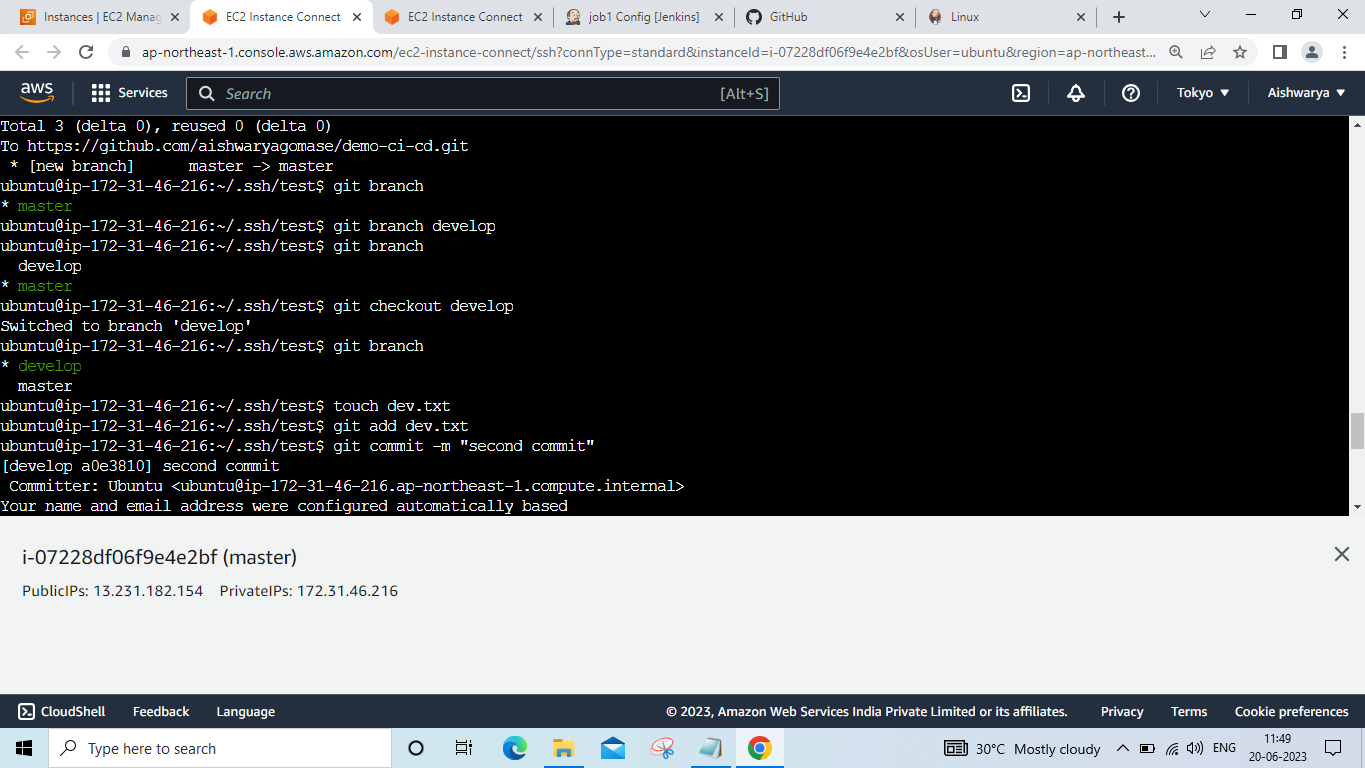 Instances | EC2 Manag
EC2 Instance Connect
EC2 Instance Connect
job1 Config [Jenkins]
GitHub
Linux
ap-northeast-1.console.aws.amazon.com/ec2-instance-connect/ssh?connType=standard&instanceId=i-07228df06f9e4e2bf&osUser=ubuntu&region=ap-northeast...
aws
Services
Search
[Alt+S]
Tokyo
Aishwarya
Total 3 (delta 0), reused 0 (delta 0)
To https://github.com/aishwaryagomase/demo-ci-cd.git
 * [new branch]      master -> master
ubuntu@ip-172-31-46-216:~/.ssh/test$ git branch
* master
ubuntu@ip-172-31-46-216:~/.ssh/test$ git branch develop
ubuntu@ip-172-31-46-216:~/.ssh/test$ git branch
  develop
* master
ubuntu@ip-172-31-46-216:~/.ssh/test$ git checkout develop
Switched to branch 'develop'
ubuntu@ip-172-31-46-216:~/.ssh/test$ git branch
* develop
  master
ubuntu@ip-172-31-46-216:~/.ssh/test$ touch dev.txt
ubuntu@ip-172-31-46-216:~/.ssh/test$ git add dev.txt
ubuntu@ip-172-31-46-216:~/.ssh/test$ git commit -m "second commit"
[develop a0e3810] second commit
 Committer: Ubuntu <ubuntu@ip-172-31-46-216.ap-northeast-1.compute.internal>
Your name and email address were configured automatically based
i-07228df06f9e4e2bf (master)
PublicIPs: 13.231.182.154    PrivateIPs: 172.31.46.216
CloudShell
Feedback
Language
© 2023, Amazon Web Services India Private Limited or its affiliates.
Privacy
Terms
Cookie preferences
Type here to search
30°C Mostly cloudy
ENG
11:49
20-06-2023